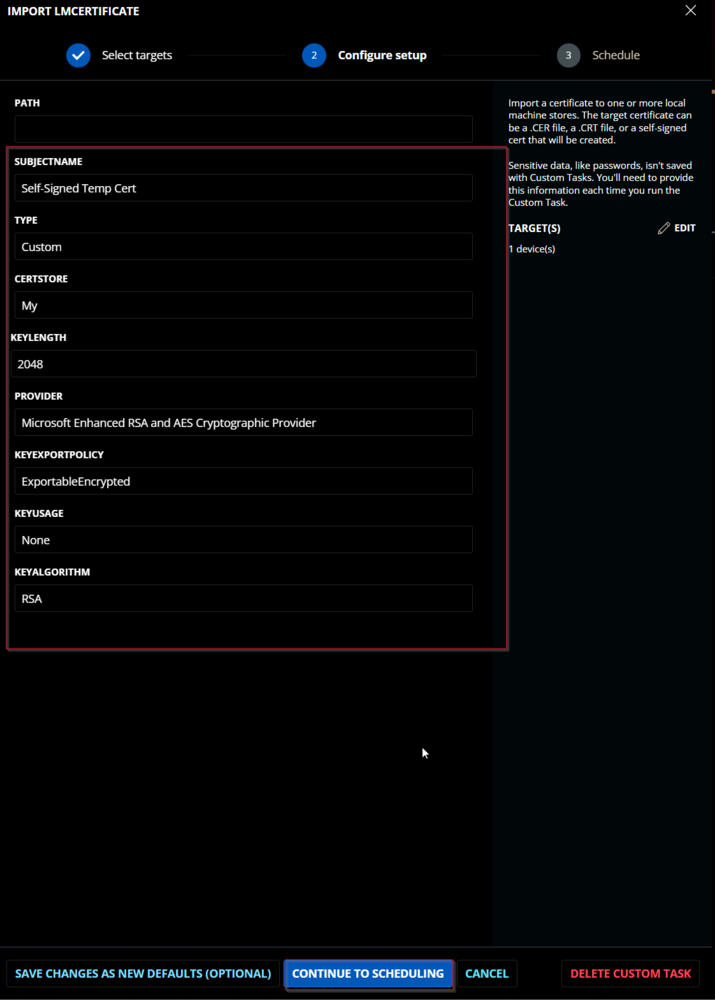 IMPORT LMCERTIFICATE
Select targets
2
Configure setup
3
Schedule
PATH
SUBJECTNAME
Self-Signed Temp Cert
TYPE
Custom
CERTSTORE
My
KEYLENGTH
2048
PROVIDER
Microsoft Enhanced RSA and AES Cryptographic Provider
KEYEXPORTPOLICY
ExportableEncrypted
KEYUSAGE
None
KEYALGORITHM
RSA
Import a certificate to one or more local
machine stores. The target certificate can
be a .CER file, a .CRT file, or a self-signed
cert that will be created.
Sensitive data, like passwords, isn't saved
with Custom Tasks. You'll need to provide
this information each time you run the
Custom Task.
TARGET(S)
EDIT
1 device(s)
SAVE CHANGES AS NEW DEFAULTS (OPTIONAL)
CONTINUE TO SCHEDULING
CANCEL
DELETE CUSTOM TASK